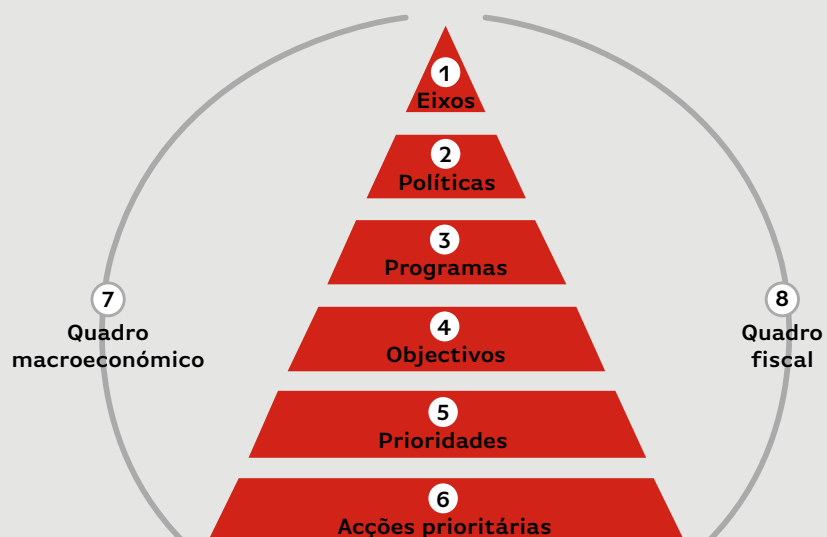 1
Eixos
2
Políticas
3
Programas
7
Quadro
macroeconómico
8
Quadro
fiscal
4
Objectivos
5
Prioridades
6
Acções prioritárias